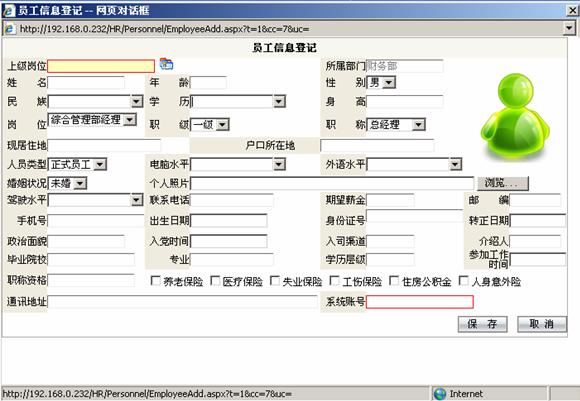 员工信息登记 -- 网页对话框
http://192.168.0.232/HR/Personnel/EmployeeAdd.aspx?t=1&cc=7&uc=
员工信息登记
上级岗位 所属部门 财务部
姓 名 年 龄 性 别 男
民 族 学 历 身 高
岗 位 综合管理部经理 职 级 一级 职 称 总经理
现居住地 户口所在地
人员类型 正式员工 电脑水平 外语水平
婚姻状况 未婚 个人照片 浏览...
驾驶水平 联系电话 期望薪金 邮 编
手机号 出生日期 身份证号 转正日期
政治面貌 入党时间 入司渠道 介绍人
毕业院校 专业 学历层级 参加工作时间
职称资格 养老保险 医疗保险 失业保险 工伤保险 住房公积金 人身意外险
通讯地址 系统账号
保 存 取 消
http://192.168.0.232/HR/Personnel/EmployeeAdd.aspx?t=1&cc=7&uc= Internet